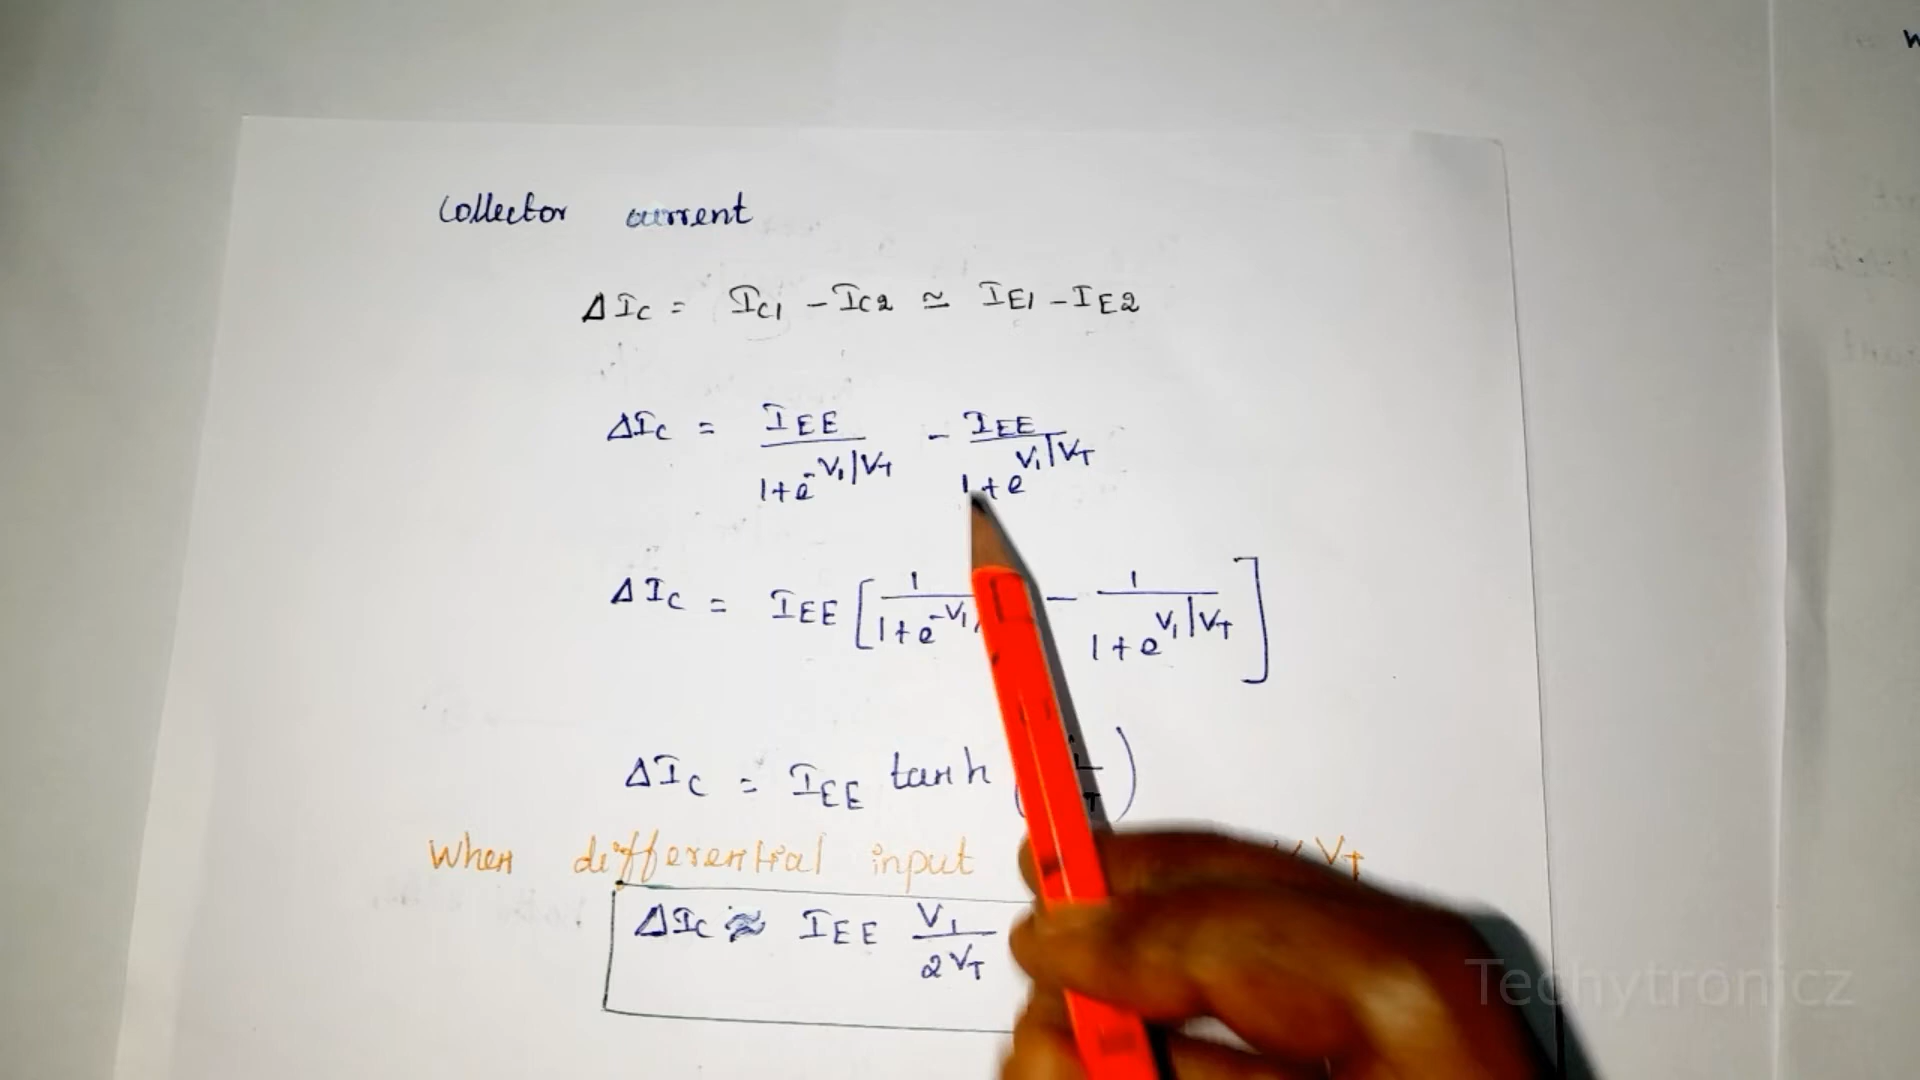 Collector current
ΔIC = IC1 - IC2 ≃ IE1 - IE2
ΔIC = IEE / 1+e^-V1/VT - IEE / 1+e^V1/VT
ΔIC = IEE [ 1 / 1+e^-V1/ - 1 / 1+e^V1/VT ]
ΔIC = IEE tanh ( )
When differential input VT
ΔIC ≈ IEE V1 / 2VT
Techytronicz